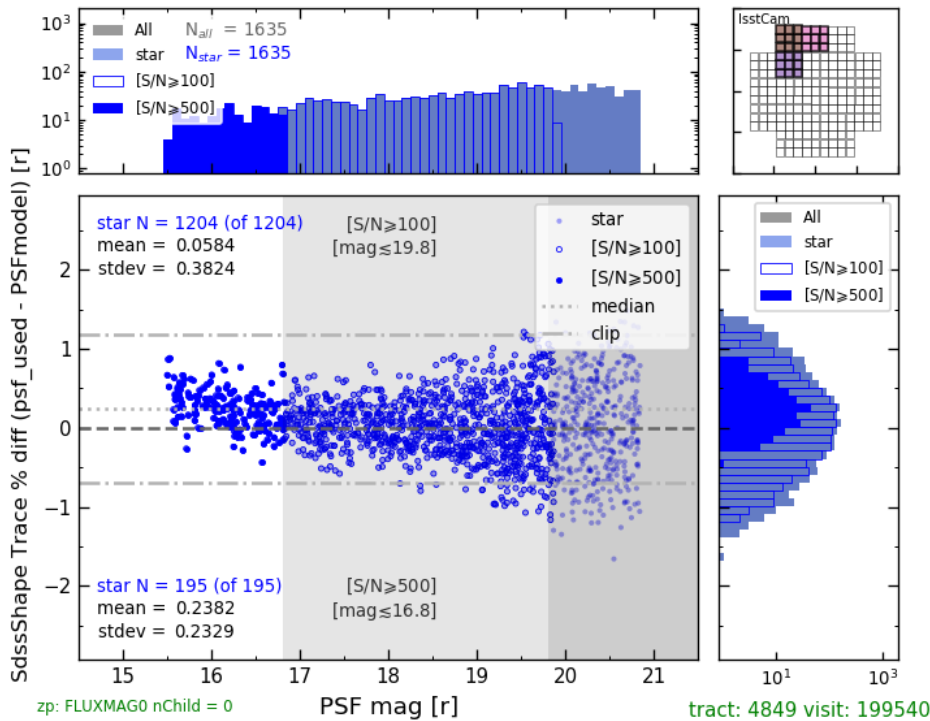 10³
10²
10¹
10⁰
All N_all = 1635
star N_star = 1635
[S/N⩾100]
[S/N⩾500]
lsstCam
SdssShape Trace % diff (psf_used - PSFmodel) [r]
2
1
0
−1
−2
star N = 1204 (of 1204)
mean = 0.0584
stdev = 0.3824
[S/N⩾100]
[mag≲19.8]
star
[S/N⩾100]
[S/N⩾500]
median
clip
star N = 195 (of 195)
mean = 0.2382
stdev = 0.2329
[S/N⩾500]
[mag≲16.8]
All
star
[S/N⩾100]
[S/N⩾500]
15 16 17 18 19 20 21
10¹ 10³
PSF mag [r]
zp: FLUXMAG0 nChild = 0
tract: 4849 visit: 199540